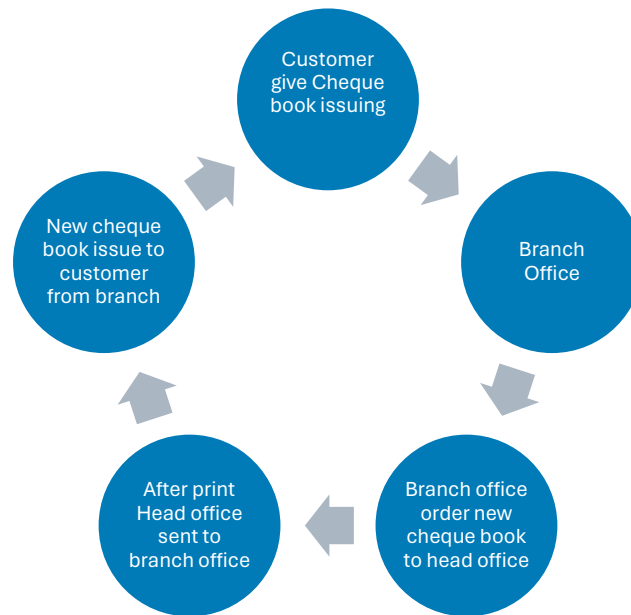 Customer
give Cheque
book issuing
Branch
Office
Branch office
order new
cheque book
to head office
After print
Head office
sent to
branch office
New cheque
book issue to
customer
from branch